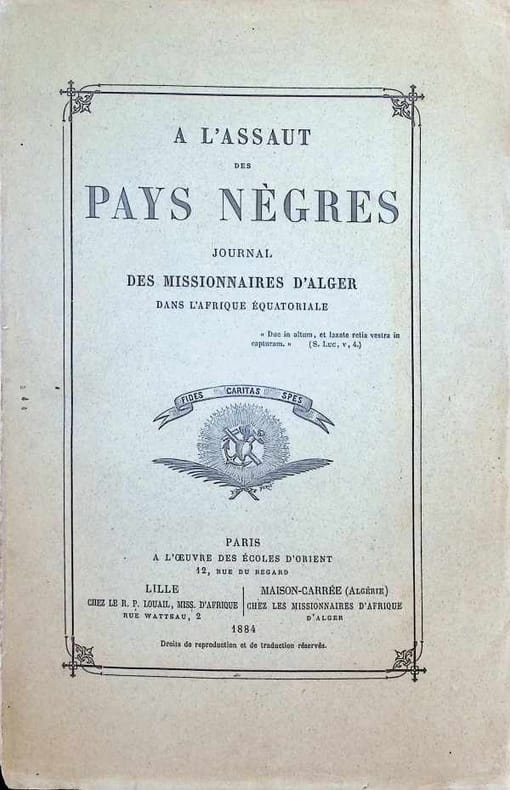 A L'ASSAUT
DES
PAYS NÈGRES
JOURNAL
DES MISSIONNAIRES D'ALGER
DANS L'AFRIQUE ÉQUATORIALE
« Duc in altum, et laxate retia vestra in
capturam. » (S. Luc, v, 4.)
FIDES CARITAS SPES
PARIS
A L'ŒUVRE DES ÉCOLES D'ORIENT
12, RUE DU REGARD
LILLE
CHEZ LE R. P. LOUAIL, MISS. D'AFRIQUE
RUE WATTEAU, 2
MAISON-CARRÉE (ALGÉRIE)
CHEZ LES MISSIONNAIRES D'AFRIQUE
D'ALGER
1884
Droits de reproduction et de traduction réservés.